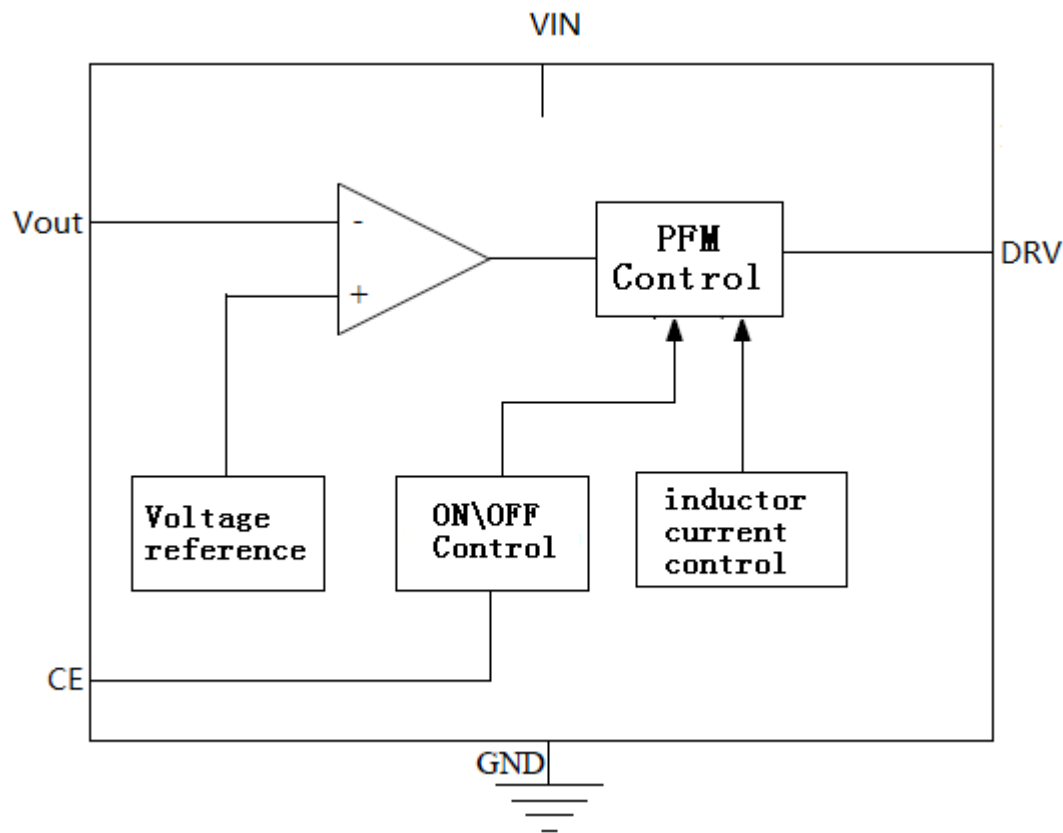 VIN
Vout
-
+
PFM
Control
DRV
Voltage
reference
ON\OFF
Control
inductor
current
control
CE
GND